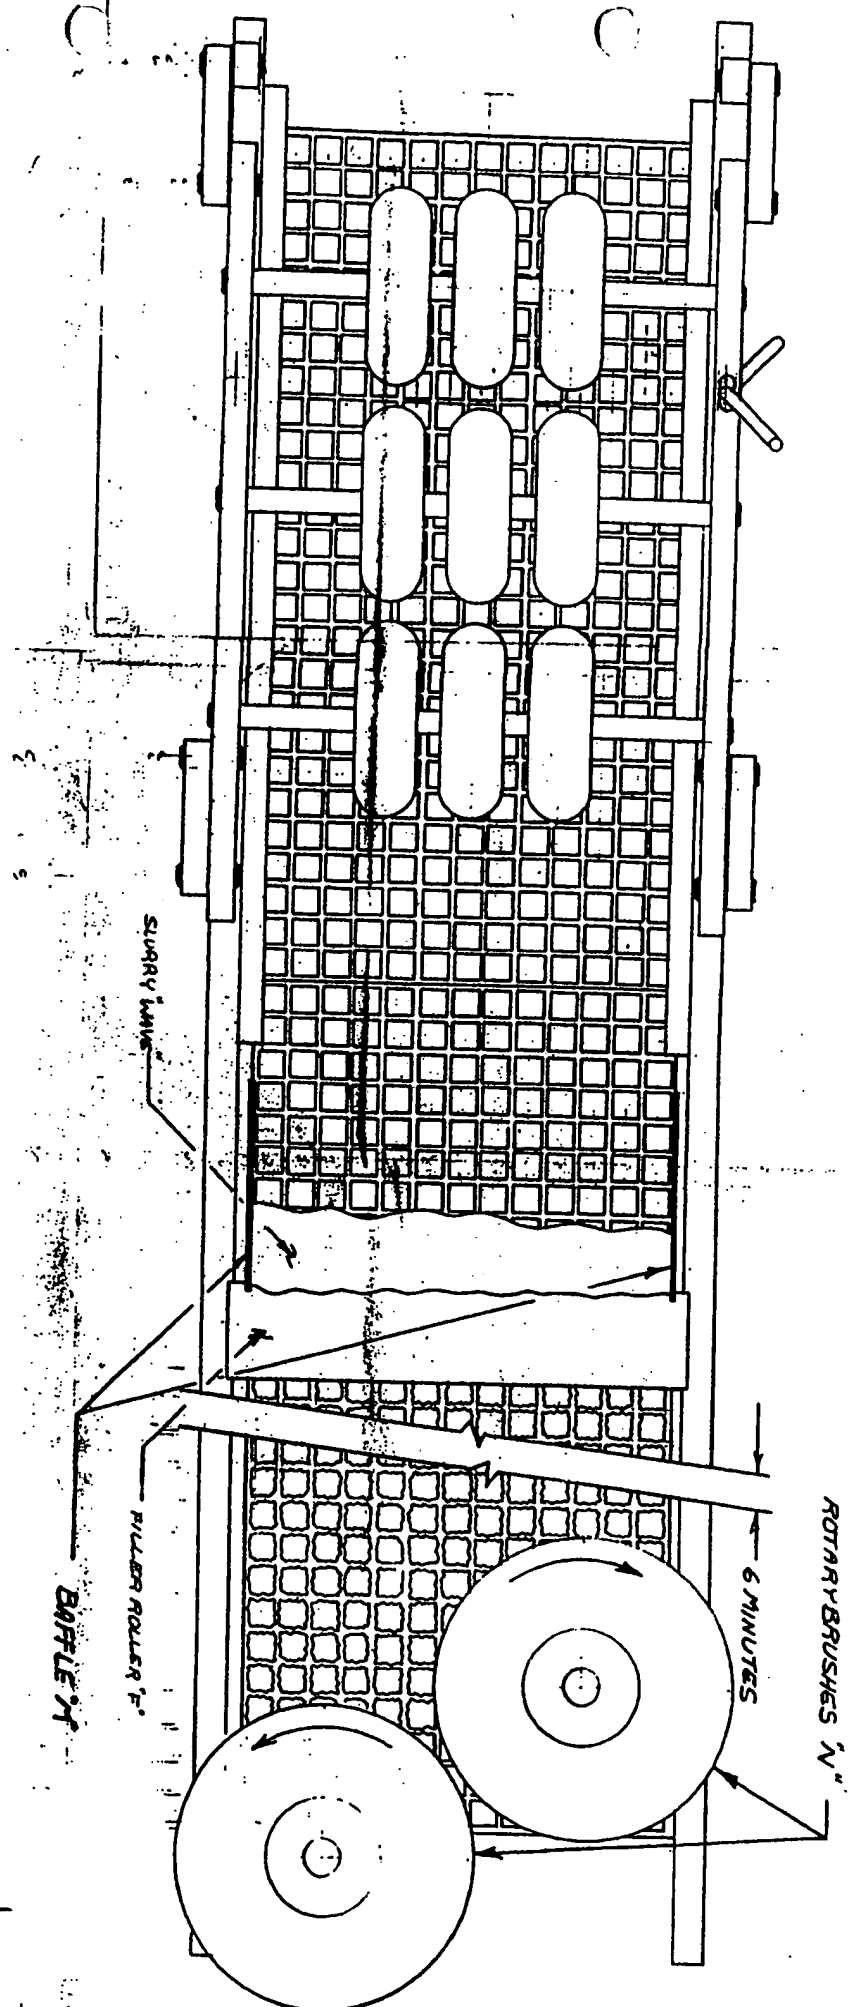 SLURRY "WAVE"
FILLER ROLLER "F"
BAFFLE "M"
6 MINUTES
ROTARY BRUSHES "N"